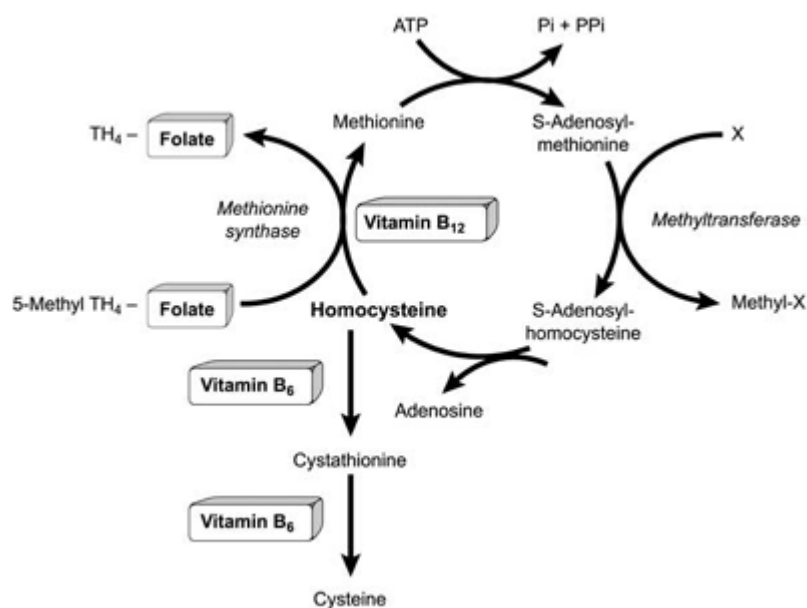 ATP
Pi + PPi
TH₄ – Folate
Methionine
S-Adenosyl-
methionine
X
Methionine
synthase
Vitamin B₁₂
Methyltransferase
5-Methyl TH₄ – Folate
Homocysteine
S-Adenosyl-
homocysteine
Methyl-X
Vitamin B₆
Adenosine
Cystathionine
Vitamin B₆
Cysteine